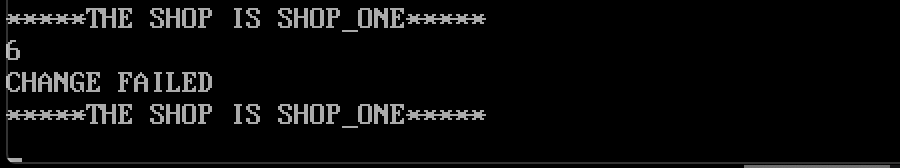 *****THE SHOP IS SHOP_ONE*****
6
CHANGE FAILED
*****THE SHOP IS SHOP_ONE*****